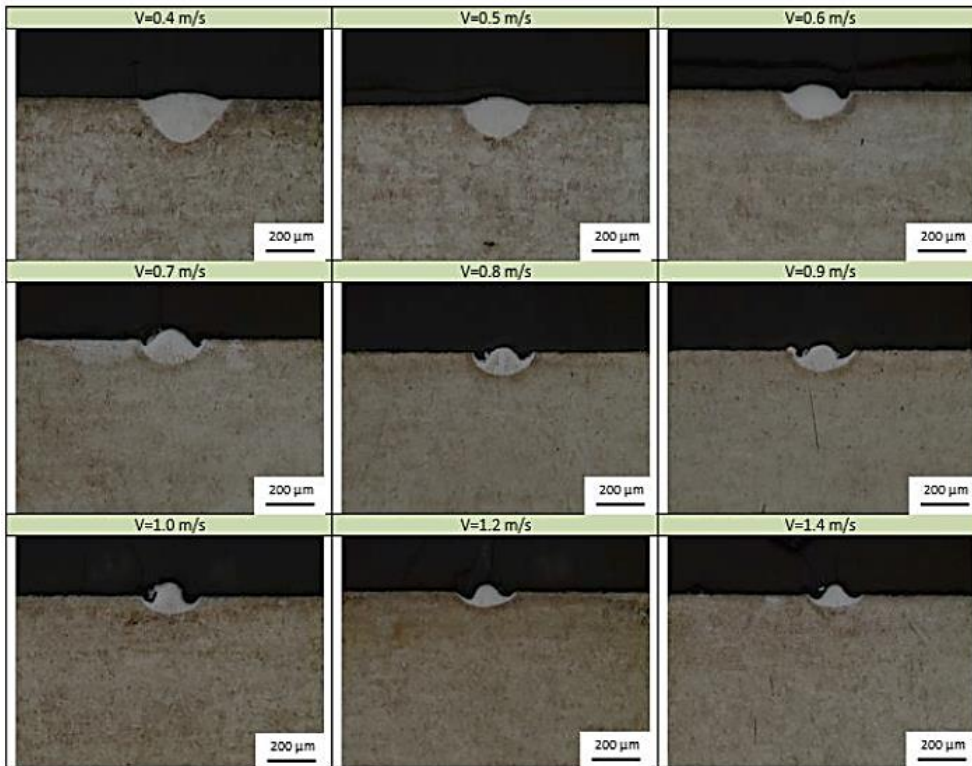 V=0.4 m/s
V=0.5 m/s
V=0.6 m/s
200 µm
200 µm
200 µm
V=0.7 m/s
V=0.8 m/s
V=0.9 m/s
200 µm
200 µm
200 µm
V=1.0 m/s
V=1.2 m/s
V=1.4 m/s
200 µm
200 µm
200 µm